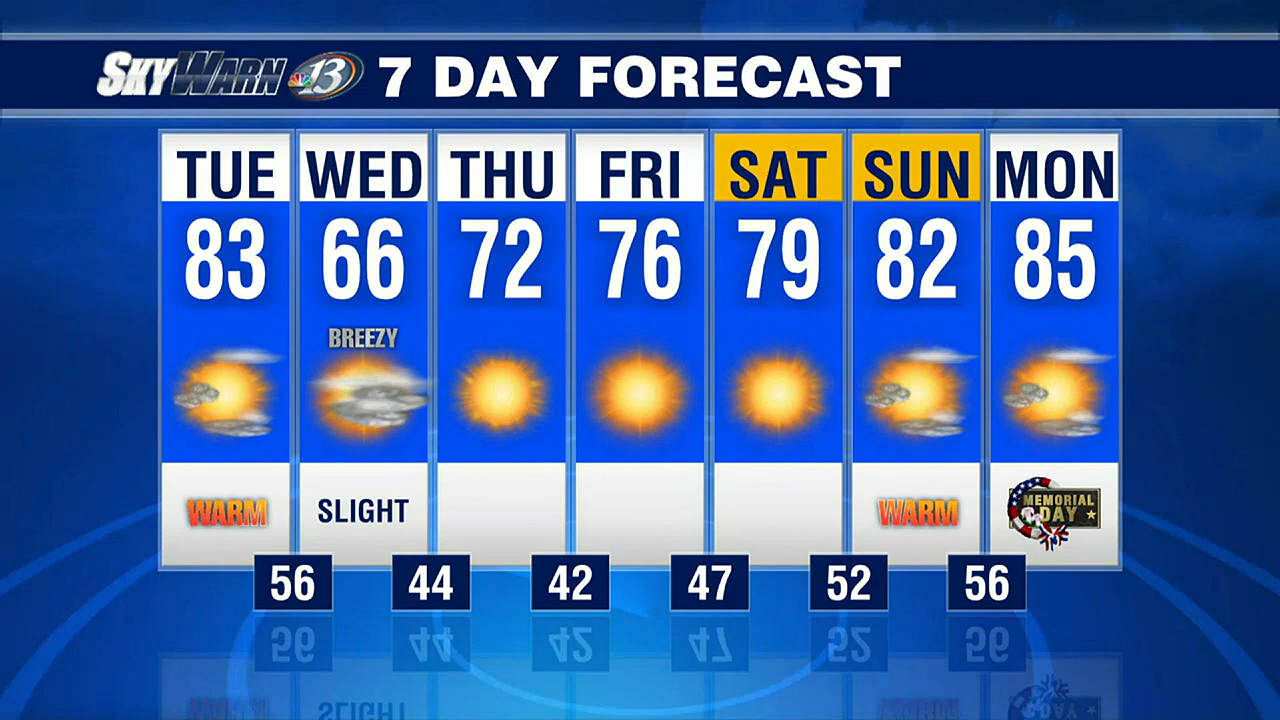 SKYWARN 13 7 DAY FORECAST
TUE WED THU FRI SAT SUN MON
83 66 72 76 79 82 85
BREEZY
WARM SLIGHT WARM MEMORIAL DAY
56 44 42 47 52 56